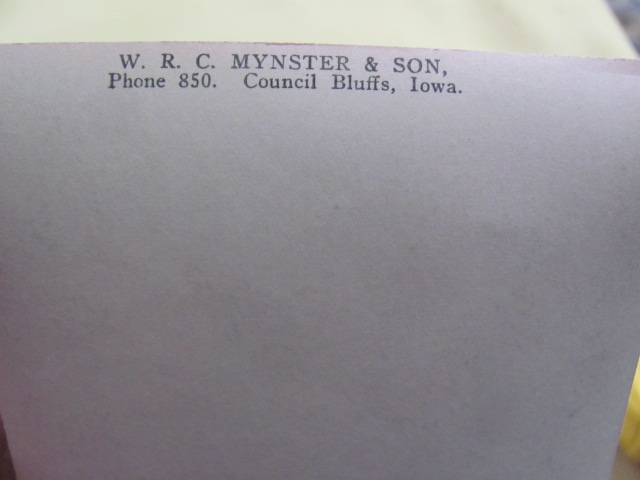 W. R. C. MYNSTER & SON,
Phone 850. Council Bluffs, Iowa.